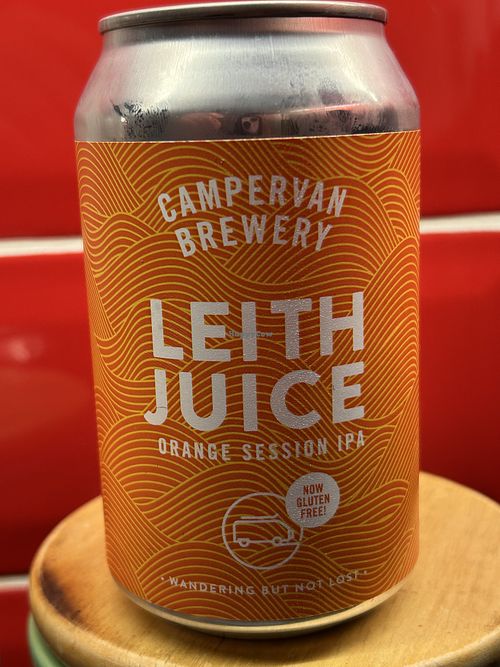 CAMPERVAN
BREWERY
LEITH
JUICE
ORANGE SESSION IPA
NOW
GLUTEN
FREE!
• WANDERING BUT NOT LOST •